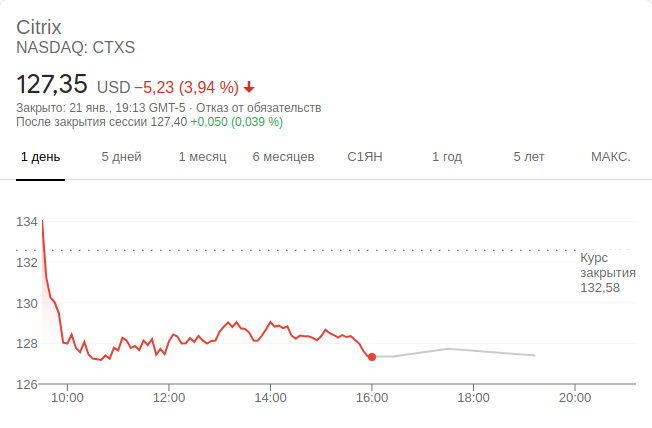 Citrix
NASDAQ: CTXS
127,35 USD −5,23 (3,94 %)
Закрыто: 21 янв., 19:13 GMT-5 · Отказ от обязательств
После закрытия сессии 127,40 +0,050 (0,039 %)
1 день 5 дней 1 месяц 6 месяцев С1ЯН 1 год 5 лет МАКС.
134
132
130
128
126
Курс
закрытия
132,58
10:00 12:00 14:00 16:00 18:00 20:00